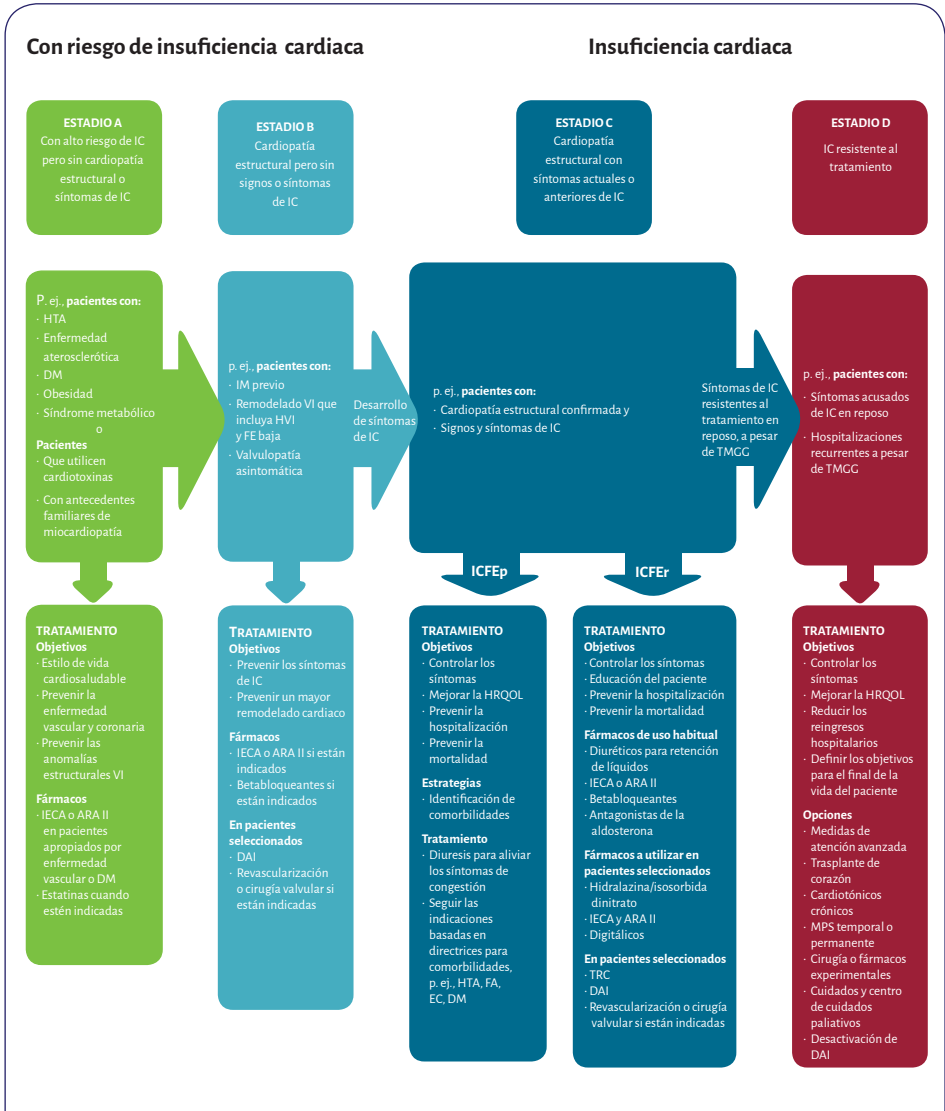 Con riesgo de insuficiencia cardiaca
Insuficiencia cardiaca
ESTADIO A
Con alto riesgo de IC
pero sin cardiopatía
estructural o
síntomas de IC
ESTADIO B
Cardiopatía
estructural pero sin
signos o síntomas
de IC
ESTADIO C
Cardiopatía
estructural con
síntomas actuales o
anteriores de IC
ESTADIO D
IC resistente al
tratamiento
P. ej., pacientes con:
· HTA
· Enfermedad
aterosclerótica
· DM
· Obesidad
· Síndrome metabólico
o
Pacientes
· Que utilicen
cardiotoxinas
· Con antecedentes
familiares de
miocardiopatía
p. ej., pacientes con:
· IM previo
· Remodelado VI que
incluya HVI
y FE baja
· Valvulopatía
asintomática
Desarrollo
de síntomas
de IC
p. ej., pacientes con:
· Cardiopatía estructural confirmada y
· Signos y síntomas de IC
Síntomas de IC
resistentes al
tratamiento en
reposo, a pesar
de TMGG
p. ej., pacientes con:
· Síntomas acusados
de IC en reposo
· Hospitalizaciones
recurrentes a pesar
de TMGG
ICFEp
ICFEr
TRATAMIENTO
Objetivos
· Estilo de vida
cardiosaludable
· Prevenir la
enfermedad
vascular y coronaria
· Prevenir las
anomalías
estructurales VI
Fármacos
· IECA o ARA II
en pacientes
apropiados por
enfermedad
vascular o DM
· Estatinas cuando
estén indicadas
TRATAMIENTO
Objetivos
· Prevenir los síntomas
de IC
· Prevenir un mayor
remodelado cardiaco
Fármacos
· IECA o ARA II si están
indicados
· Betabloqueantes si
están indicados
En pacientes
seleccionados
· DAI
· Revascularización
o cirugía valvular si
están indicadas
TRATAMIENTO
Objetivos
· Controlar los
síntomas
· Mejorar la HRQOL
· Prevenir la
hospitalización
· Prevenir la
mortalidad
Estrategias
· Identificación de
comorbilidades
Tratamiento
· Diuresis para aliviar
los síntomas de
congestión
· Seguir las
indicaciones
basadas en
directrices para
comorbilidades,
p. ej., HTA, FA,
EC, DM
TRATAMIENTO
Objetivos
· Controlar los síntomas
· Educación del paciente
· Prevenir la hospitalización
· Prevenir la mortalidad
Fármacos de uso habitual
· Diuréticos para retención
de líquidos
· IECA o ARA II
· Betabloqueantes
· Antagonistas de la
aldosterona
Fármacos a utilizar en
pacientes seleccionados
· Hidralazina/isosorbida
dinitrato
· IECA y ARA II
· Digitálicos
En pacientes seleccionados
· TRC
· DAI
· Revascularización o cirugía
valvular si están indicadas
TRATAMIENTO
Objetivos
· Controlar los
síntomas
· Mejorar la HRQOL
· Reducir los
reingresos
hospitalarios
· Definir los objetivos
para el final de la
vida del paciente
Opciones
· Medidas de
atención avanzada
· Trasplante de
corazón
· Cardiotónicos
crónicos
· MPS temporal o
permanente
· Cirugía o fármacos
experimentales
· Cuidados y centro
de cuidados
paliativos
· Desactivación de
DAI